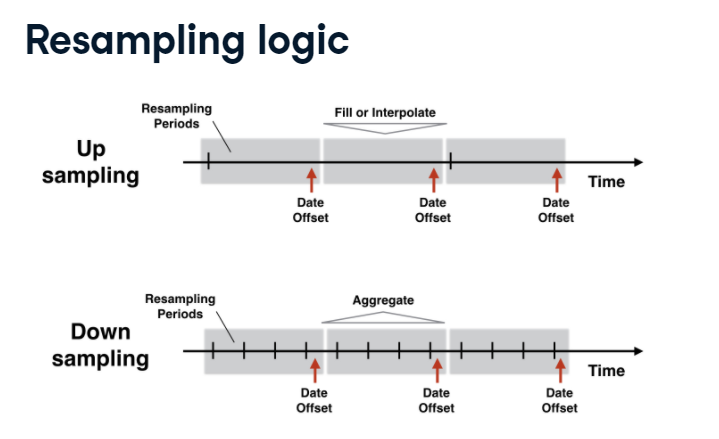 Resampling logic
Resampling
Periods
Fill or Interpolate
Up
sampling
Time
Date
Offset
Date
Offset
Date
Offset
Resampling
Periods
Aggregate
Down
sampling
Time
Date
Offset
Date
Offset
Date
Offset